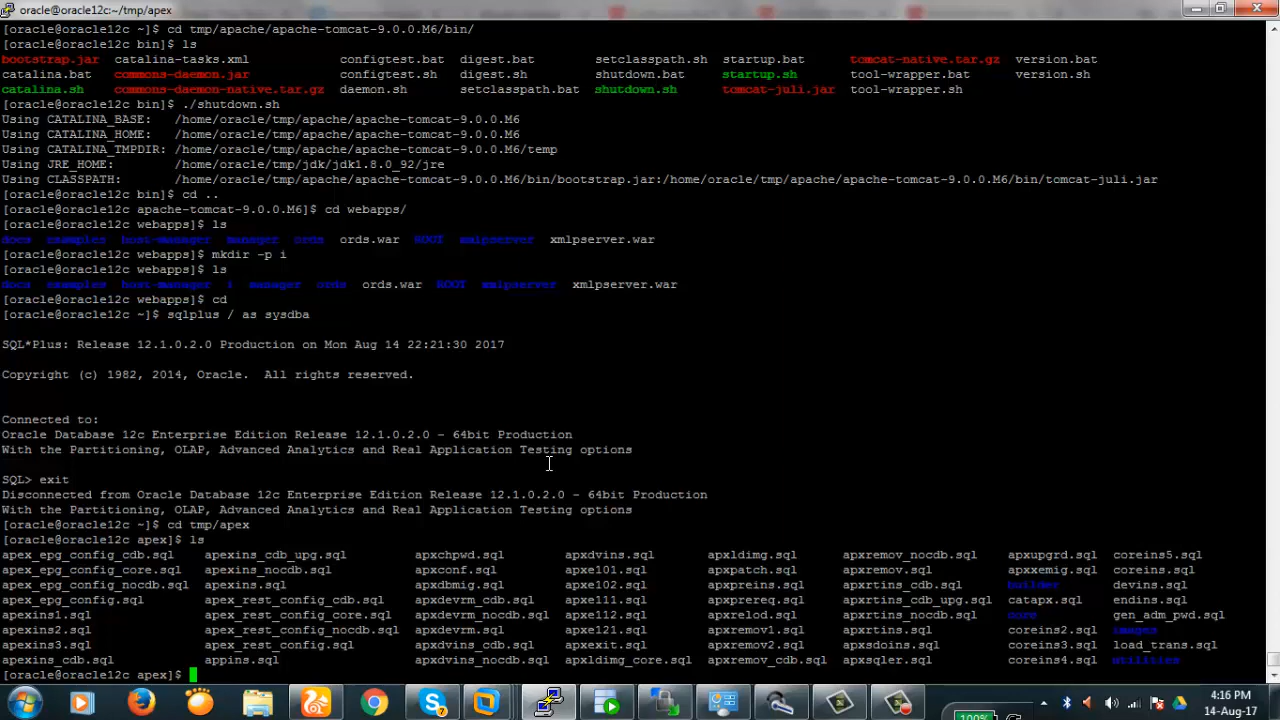 oracle@oracle12c:~/tmp/apex
[oracle@oracle12c ~]$ cd tmp/apache/apache-tomcat-9.0.0.M6/bin/
[oracle@oracle12c bin]$ ls
bootstrap.jar catalina-tasks.xml configtest.bat digest.bat setclasspath.sh startup.bat tomcat-native.tar.gz version.bat
catalina.bat commons-daemon.jar configtest.sh digest.sh shutdown.bat startup.sh tool-wrapper.bat version.sh
catalina.sh commons-daemon-native.tar.gz daemon.sh setclasspath.bat shutdown.sh tomcat-juli.jar tool-wrapper.sh
[oracle@oracle12c bin]$ ./shutdown.sh
Using CATALINA_BASE: /home/oracle/tmp/apache/apache-tomcat-9.0.0.M6
Using CATALINA_HOME: /home/oracle/tmp/apache/apache-tomcat-9.0.0.M6
Using CATALINA_TMPDIR: /home/oracle/tmp/apache/apache-tomcat-9.0.0.M6/temp
Using JRE_HOME: /home/oracle/tmp/jdk/jdk1.8.0_92/jre
Using CLASSPATH: /home/oracle/tmp/apache/apache-tomcat-9.0.0.M6/bin/bootstrap.jar:/home/oracle/tmp/apache/apache-tomcat-9.0.0.M6/bin/tomcat-juli.jar
[oracle@oracle12c bin]$ cd ..
[oracle@oracle12c apache-tomcat-9.0.0.M6]$ cd webapps/
[oracle@oracle12c webapps]$ ls
docs examples host-manager manager ords ords.war ROOT xmlpserver xmlpserver.war
[oracle@oracle12c webapps]$ mkdir -p i
[oracle@oracle12c webapps]$ ls
docs examples host-manager i manager ords ords.war ROOT xmlpserver xmlpserver.war
[oracle@oracle12c webapps]$ cd
[oracle@oracle12c ~]$ sqlplus / as sysdba
SQL*Plus: Release 12.1.0.2.0 Production on Mon Aug 14 22:21:30 2017
Copyright (c) 1982, 2014, Oracle. All rights reserved.
Connected to:
Oracle Database 12c Enterprise Edition Release 12.1.0.2.0 - 64bit Production
With the Partitioning, OLAP, Advanced Analytics and Real Application Testing options
SQL> exit
Disconnected from Oracle Database 12c Enterprise Edition Release 12.1.0.2.0 - 64bit Production
With the Partitioning, OLAP, Advanced Analytics and Real Application Testing options
[oracle@oracle12c ~]$ cd tmp/apex
[oracle@oracle12c apex]$ ls
apex_epg_config_cdb.sql apexins_cdb_upg.sql apxchpwd.sql apxdvins.sql apxldimg.sql apxremov_nocdb.sql apxupgrd.sql coreins5.sql
apex_epg_config_core.sql apexins_nocdb.sql apxconf.sql apxe101.sql apxpatch.sql apxremov.sql apxxemig.sql coreins.sql
apex_epg_config_nocdb.sql apexins.sql apxdbmig.sql apxe102.sql apxpreins.sql apxrtins_cdb.sql builder devins.sql
apex_epg_config.sql apex_rest_config_cdb.sql apxdevrm_cdb.sql apxe111.sql apxprereq.sql apxrtins_cdb_upg.sql catapx.sql endins.sql
apexins1.sql apex_rest_config_core.sql apxdevrm_nocdb.sql apxe112.sql apxrelod.sql apxrtins_nocdb.sql core gen_adm_pwd.sql
apexins2.sql apex_rest_config_nocdb.sql apxdevrm.sql apxe121.sql apxremov1.sql apxrtins.sql coreins2.sql images
apexins3.sql apex_rest_config.sql apxdvins_cdb.sql apxexit.sql apxremov2.sql apxsdoins.sql coreins3.sql load_trans.sql
apexins_cdb.sql appins.sql apxdvins_nocdb.sql apxldimg_core.sql apxremov_cdb.sql apxsqler.sql coreins4.sql utilities
[oracle@oracle12c apex]$
4:16 PM
14-Aug-17
100%